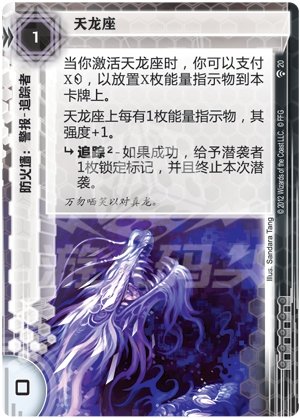 1
天龙座
当你激活天龙座时，你可以支付
X，以放置X枚能量指示物到本
卡牌上。
天龙座上每有1枚能量指示物，其
强度+1。
追踪²-如果成功，给予潜袭者
1枚锁定标记，并且终止本次潜
袭。
万勿哂笑以对真龙。
防火墙：警报-追踪者
20
© 2012 Wizards of the Coast LLC. © FFG
Illus. Sandara Tang
0